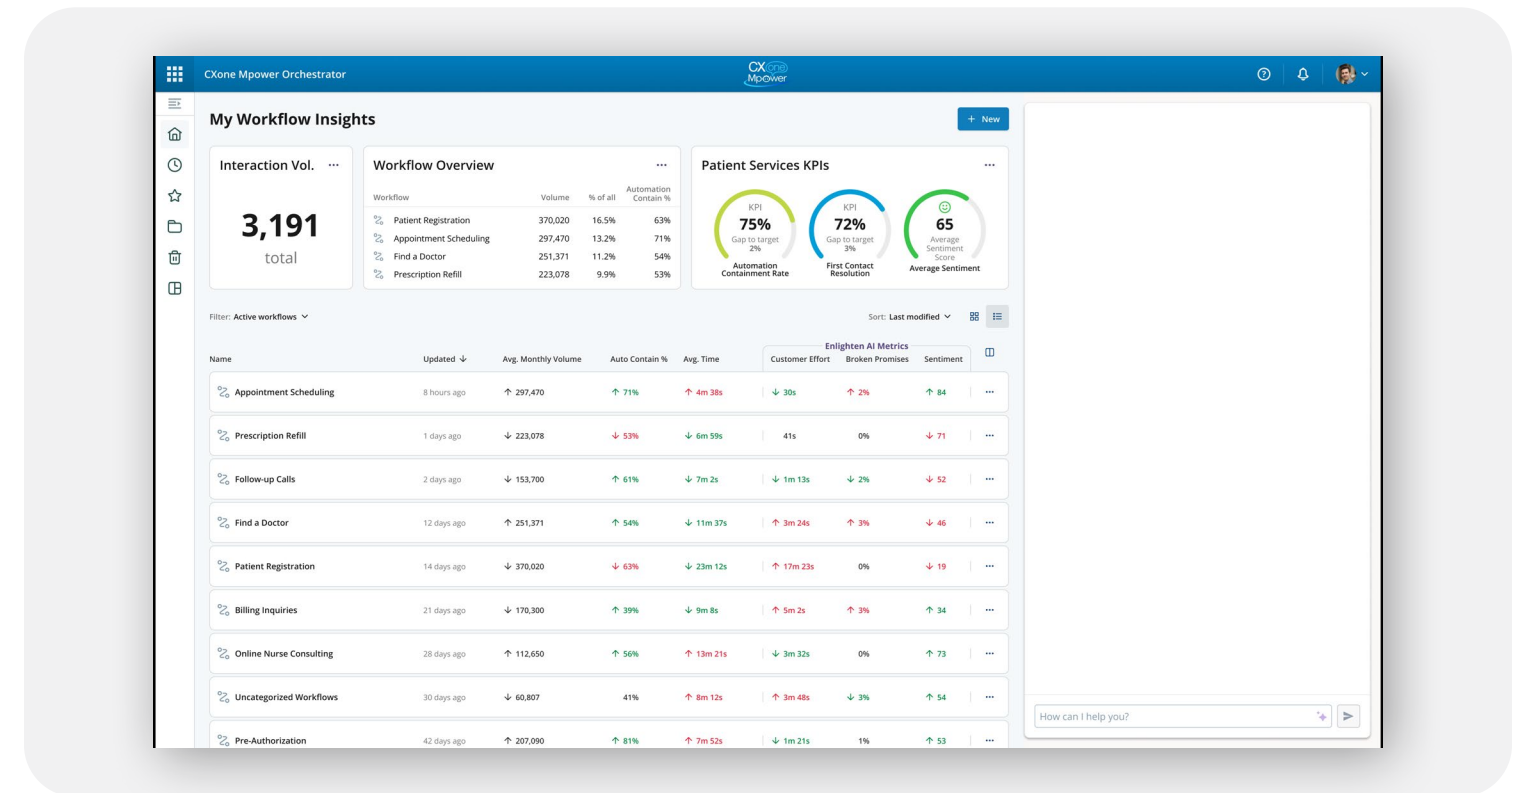 CXone Mpower Orchestrator
CXone
Mpower
My Workflow Insights
+ New
Interaction Vol.
3,191
total
Workflow Overview
Workflow Volume % of all Automation Contain %
Patient Registration 370,020 16.5% 63%
Appointment Scheduling 297,470 13.2% 71%
Find a Doctor 251,371 11.2% 54%
Prescription Refill 223,078 9.9% 53%
Patient Services KPIs
KPI
75%
Gap to target
2%
Automation
Containment Rate
KPI
72%
Gap to target
3%
First Contact
Resolution
65
Average
Sentiment
Score
Average Sentiment
Filter: Active workflows
Sort: Last modified
Enlighten AI Metrics
Name Updated ↓ Avg. Monthly Volume Auto Contain % Avg. Time Customer Effort Broken Promises Sentiment
Appointment Scheduling 8 hours ago ↑ 297,470 ↑ 71% ↑ 4m 38s ↓ 30s ↑ 2% ↑ 84
Prescription Refill 1 days ago ↓ 223,078 ↓ 53% ↓ 6m 59s 41s 0% ↓ 71
Follow-up Calls 2 days ago ↓ 153,700 ↑ 61% ↓ 7m 2s ↓ 1m 13s ↓ 2% ↓ 52
Find a Doctor 12 days ago ↑ 251,371 ↑ 54% ↓ 11m 37s ↑ 3m 24s ↑ 3% ↓ 46
Patient Registration 14 days ago ↓ 370,020 ↓ 63% ↓ 23m 12s ↑ 17m 23s 0% ↓ 19
Billing Inquiries 21 days ago ↓ 170,300 ↑ 39% ↓ 9m 8s ↑ 5m 2s ↑ 3% ↑ 34
Online Nurse Consulting 28 days ago ↑ 112,650 ↑ 56% ↑ 13m 21s ↓ 3m 32s 0% ↑ 73
Uncategorized Workflows 30 days ago ↓ 60,807 41% ↑ 8m 12s ↑ 3m 48s ↓ 3% ↑ 54
Pre-Authorization 42 days ago ↑ 207,090 ↑ 81% ↑ 7m 52s ↓ 1m 21s 1% ↑ 53
How can I help you?